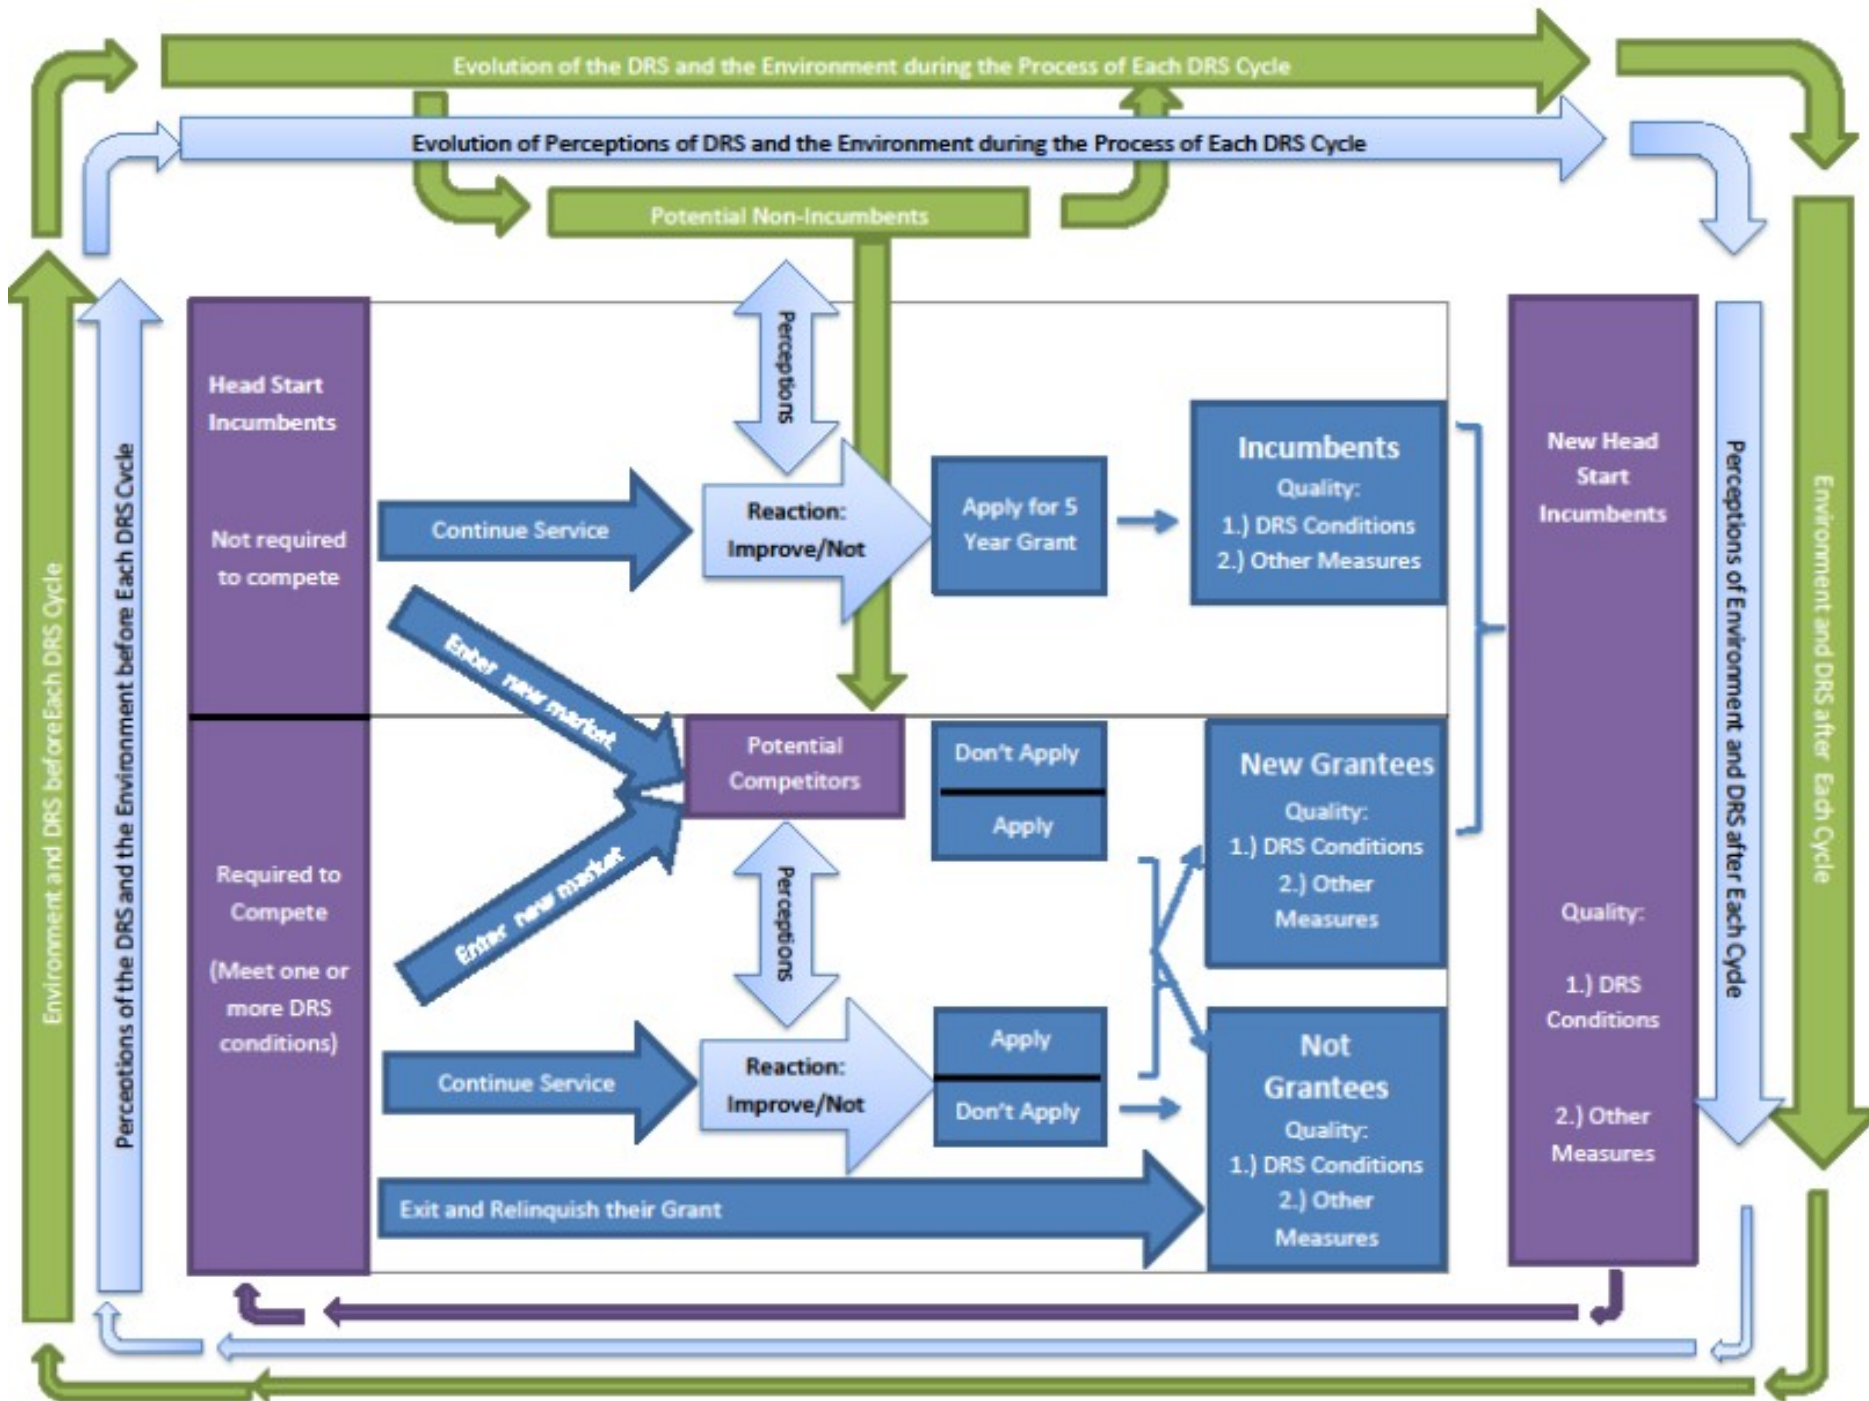 Evolution of the DRS and the Environment during the Process of Each DRS Cycle
Evolution of Perceptions of DRS and the Environment during the Process of Each DRS Cycle
Potential Non-Incumbents
Environment and DRS beforeEach DRS Cycle
Perceptions of the DRS and the Environment before Each DRS Cycle
Head Start
Incumbents
Not required
to compete
Required to
Compete
(Meet one or
more DRS
conditions)
Perceptions
Continue Service
Reaction:
Improve/Not
Apply for 5
Year Grant
Incumbents
Quality:
1.) DRS Conditions
2.) Other Measures
Enter new market
Enter new market
Potential
Competitors
Don't Apply
Apply
New Grantees
Quality:
1.) DRS Conditions
2.) Other
Measures
Perceptions
Continue Service
Reaction:
Improve/Not
Apply
Don't Apply
Not
Grantees
Quality:
1.) DRS Conditions
2.) Other
Measures
Exit and Relinquish their Grant
New Head
Start
Incumbents
Quality:
1.) DRS
Conditions
2.) Other
Measures
Perceptions of Environment and DRS after Each Cycle
Environment and DRS after Each Cycle